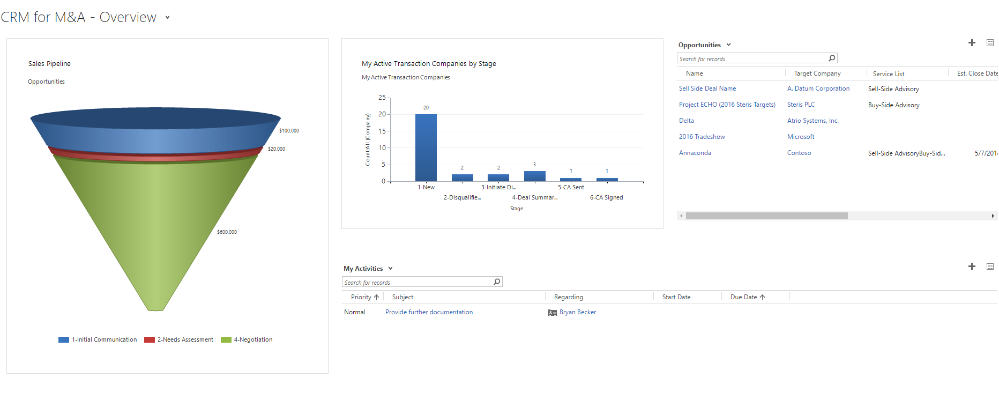 CRM for M&A - Overview
Sales Pipeline
Opportunities
$100,000
$20,000
$600,000
1-Initial Communication 2-Needs Assessment 4-Negotiation
My Active Transaction Companies by Stage
My Active Transaction Companies
Count:All (Company)
25
20
15
10
5
0
20
2
2
3
1
1
1-New
2-Disqualifie...
3-Initiate Di...
4-Deal Summar...
5-CA Sent
6-CA Signed
Stage
Opportunities
Search for records
Name Target Company Service List Est. Close Date
Sell Side Deal Name A. Datum Corporation Sell-Side Advisory
Project ECHO (2016 Steris Targets) Steris PLC Buy-Side Advisory
Delta Atrio Systems, Inc.
2016 Tradeshow Microsoft
Annaconda Contoso Sell-Side AdvisoryBuy-Sid...
My Activities
Search for records
Priority Subject Regarding Start Date Due Date
Normal Provide further documentation Bryan Becker